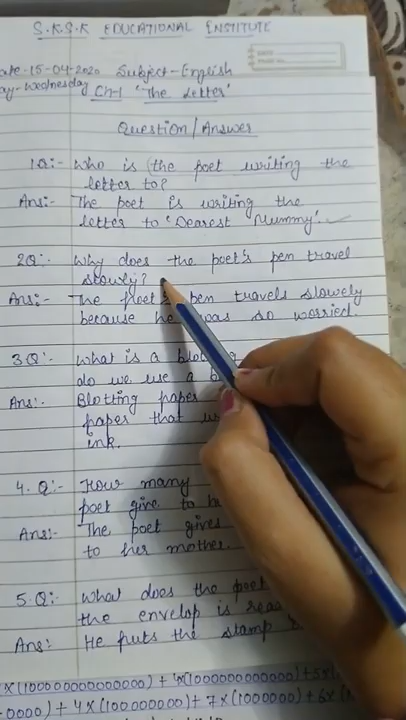 S.K.S.K EDUCATIONAL INSTITUTE
ate-15-04-2020 Subject-English
ay-Wednesday Ch-1 'The Letter'
Question/Answer
1Q:- Who is the poet writing the
letter to?
Ans:- The poet is writing the
letter to 'Dearest Mummy'.
2Q:- Why does the poet's pen travel
slowly?
Ans:- The poet's pen travels slowly
because he was so worried.
3Q:- What is a blotting
do we use a b
Ans:- Blotting paper
paper that
ink.
4.Q:- How many
poet give to h
Ans:- The poet gives
to her mother.
5.Q:- What does the poet
the envelop is rea
Ans:- He puts the stamp